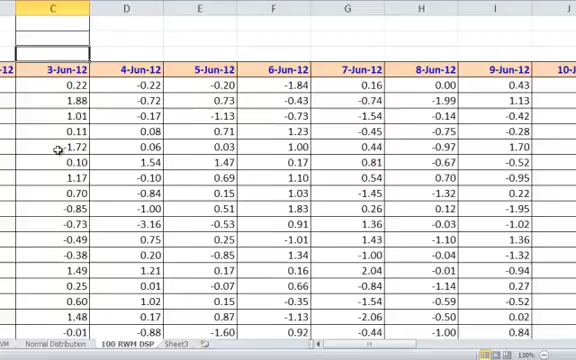 C D E F G H I J
12 3-Jun-12 4-Jun-12 5-Jun-12 6-Jun-12 7-Jun-12 8-Jun-12 9-Jun-12 10-J
0.22 -0.22 -0.20 -1.84 0.16 0.00 0.43
1.88 -0.72 0.73 -0.43 -0.74 -1.99 1.13
1.01 -0.17 -1.13 -0.73 -1.54 -0.14 -0.42
0.11 0.08 0.71 1.23 -0.45 -0.75 -0.28
-1.72 0.06 0.03 1.00 0.44 -0.97 1.70
0.10 1.54 1.47 0.17 0.81 -0.67 -0.52
1.17 -0.10 0.69 1.10 0.54 0.70 -0.95
0.70 -0.84 0.15 1.03 -1.45 -1.32 0.22
-0.85 -1.00 0.51 1.83 0.26 0.12 -1.95
-0.73 -3.16 -0.53 0.91 1.36 -0.03 -1.02
-0.49 0.75 0.25 -1.01 1.43 -1.10 1.36
-0.38 0.20 -0.85 1.34 -1.00 -0.04 -1.21
1.49 1.21 0.17 0.16 2.04 -0.01 -0.94
0.25 0.01 -0.07 0.66 -0.84 -1.14 0.27
0.60 1.02 0.15 -0.35 -1.54 -0.59 -0.52
1.48 0.17 0.87 -1.13 -2.06 -0.50 0.02
-0.01 -0.88 -1.60 0.92 -0.44 -1.00 0.84
VM Normal Distribution 100 RWM DSP Sheet3
130%